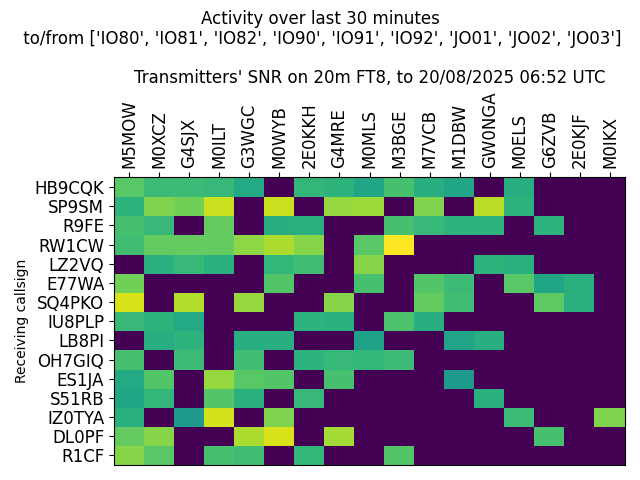 Activity over last 30 minutes
to/from ['IO80', 'IO81', 'IO82', 'IO90', 'IO91', 'IO92', 'JO01', 'JO02', 'JO03']
Transmitters' SNR on 20m FT8, to 20/08/2025 06:52 UTC
M5MOW
M0XCZ
G4SJX
M0ILT
G3WGC
M0WYB
2E0KKH
G4MRE
M0MLS
M3BGE
M7VCB
M1DBW
GW0NGA
M0ELS
G6ZVB
2E0KJF
M0IKX
Receiving callsign
HB9CQK
SP9SM
R9FE
RW1CW
LZ2VQ
E77WA
SQ4PKO
IU8PLP
LB8PI
OH7GIQ
ES1JA
S51RB
IZ0TYA
DL0PF
R1CF